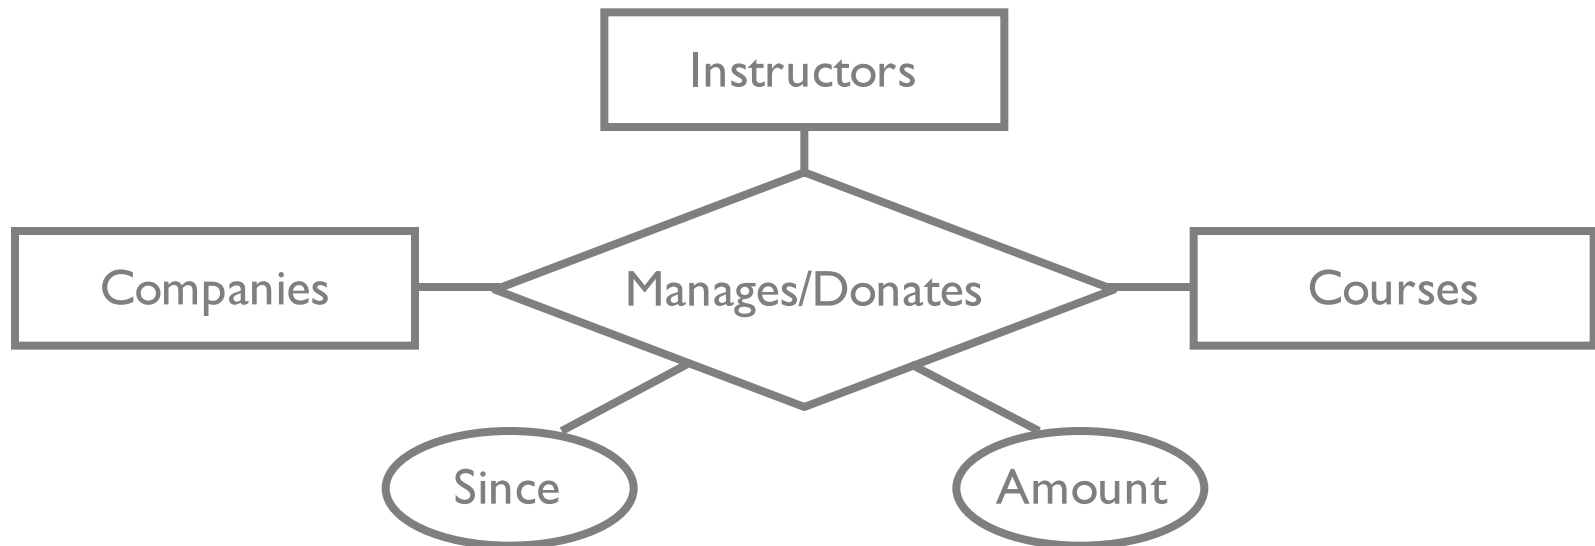 Instructors
Companies
Manages/Donates
Courses
Since
Amount